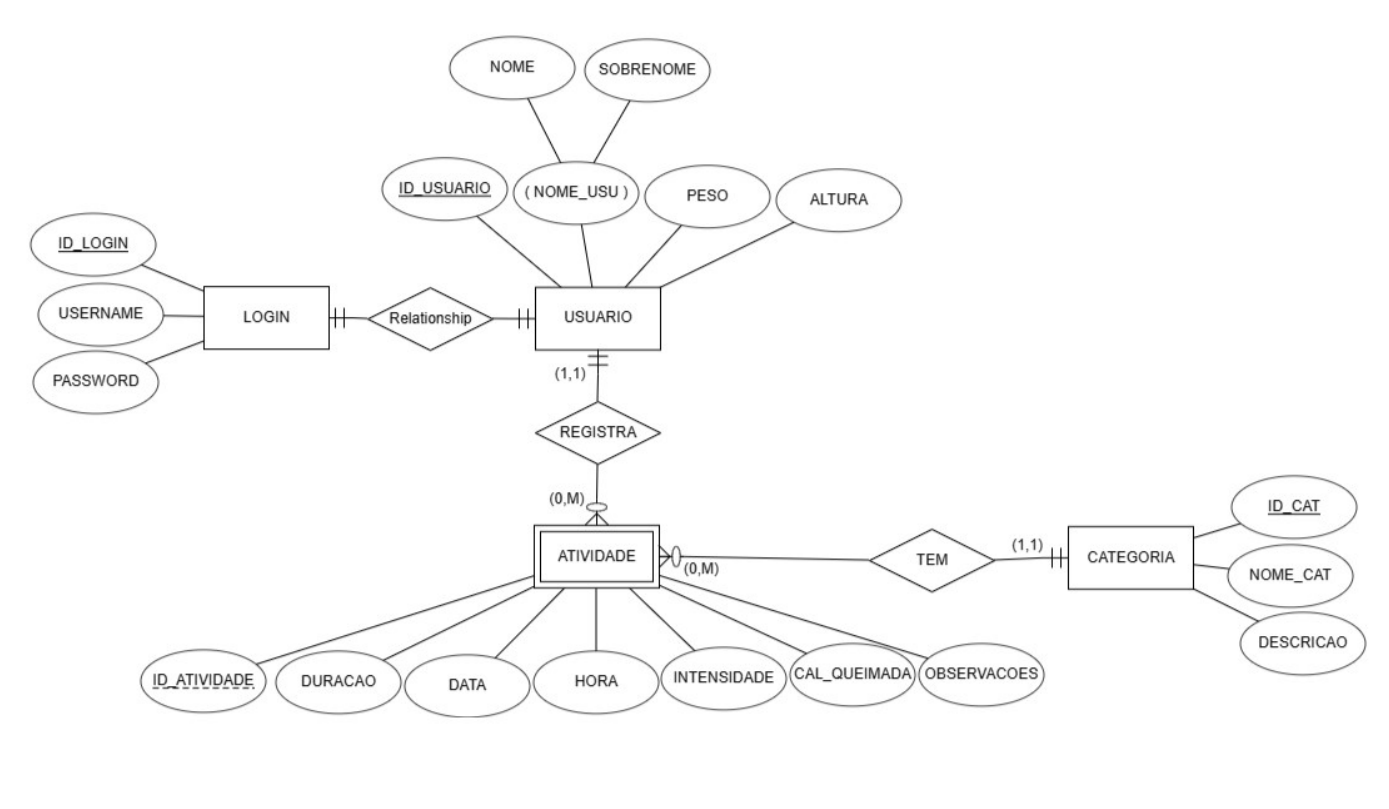 NOME
SOBRENOME
ID_USUARIO
( NOME_USU )
PESO
ALTURA
ID_LOGIN
USERNAME
PASSWORD
LOGIN
Relationship
USUARIO
(1,1)
REGISTRA
(0,M)
ATIVIDADE
(0,M)
TEM
(1,1)
CATEGORIA
ID_CAT
NOME_CAT
DESCRICAO
ID_ATIVIDADE
DURACAO
DATA
HORA
INTENSIDADE
CAL_QUEIMADA
OBSERVACOES